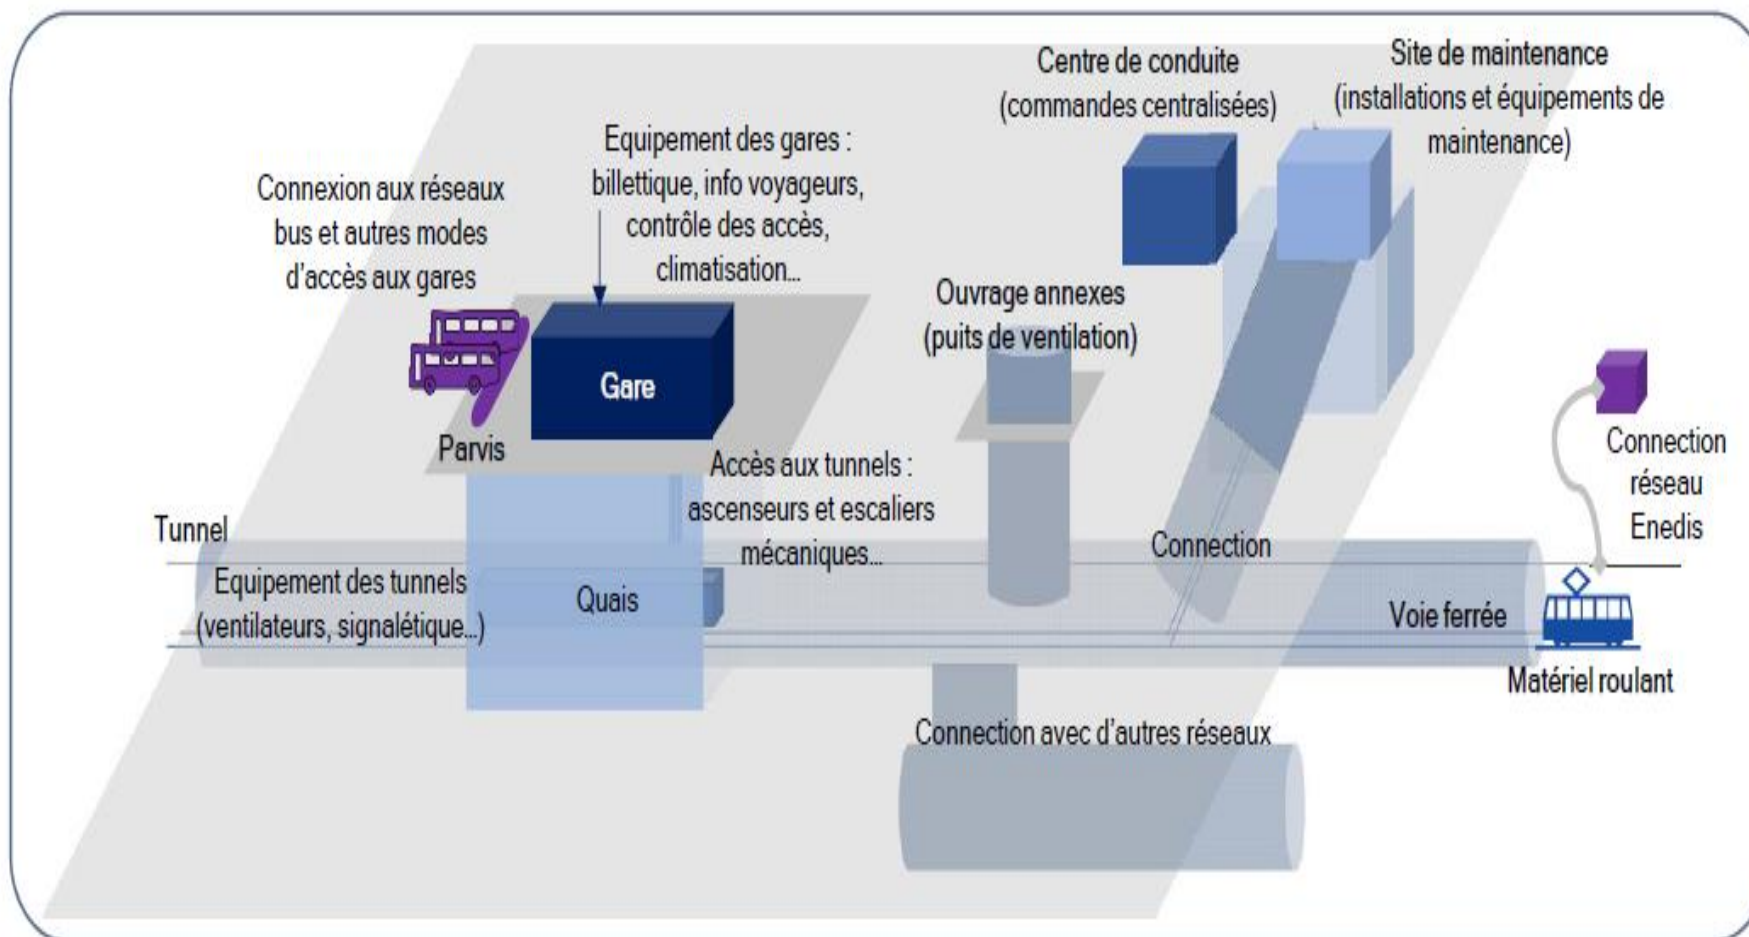 Centre de conduite
(commandes centralisées)
Site de maintenance
(installations et équipements de
maintenance)
Equipement des gares :
billettique, info voyageurs,
contrôle des accès,
climatisation...
Connexion aux réseaux
bus et autres modes
d'accès aux gares
Ouvrage annexes
(puits de ventilation)
Gare
Parvis
Connection
réseau
Enedis
Accès aux tunnels :
ascenseurs et escaliers
mécaniques...
Tunnel
Connection
Equipement des tunnels
(ventilateurs, signalétique...)
Quais
Voie ferrée
Matériel roulant
Connection avec d'autres réseaux